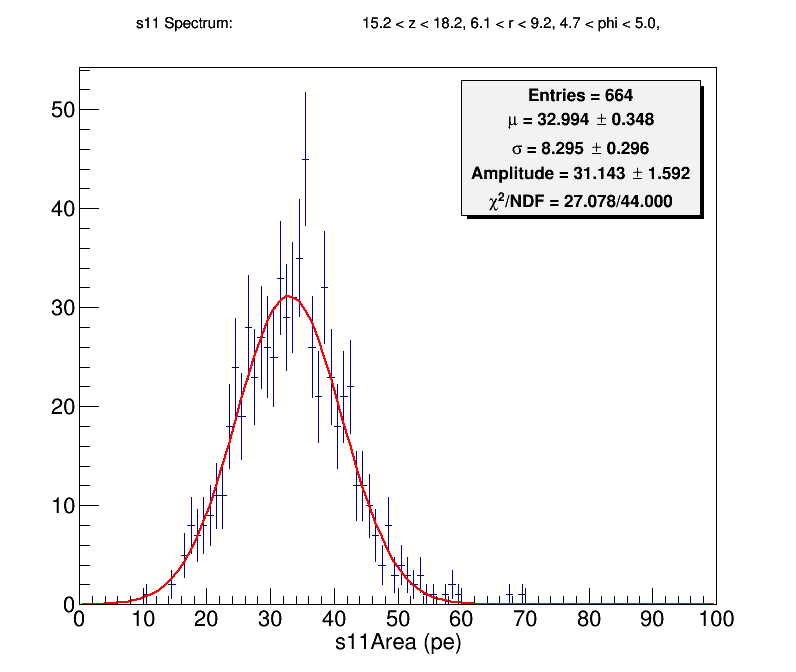 s11 Spectrum: 15.2 < z < 18.2, 6.1 < r < 9.2, 4.7 < phi < 5.0,
Entries = 664
μ = 32.994 ± 0.348
σ = 8.295 ± 0.296
Amplitude = 31.143 ± 1.592
χ²/NDF = 27.078/44.000
50
40
30
20
10
0
0 10 20 30 40 50 60 70 80 90 100
s11Area (pe)